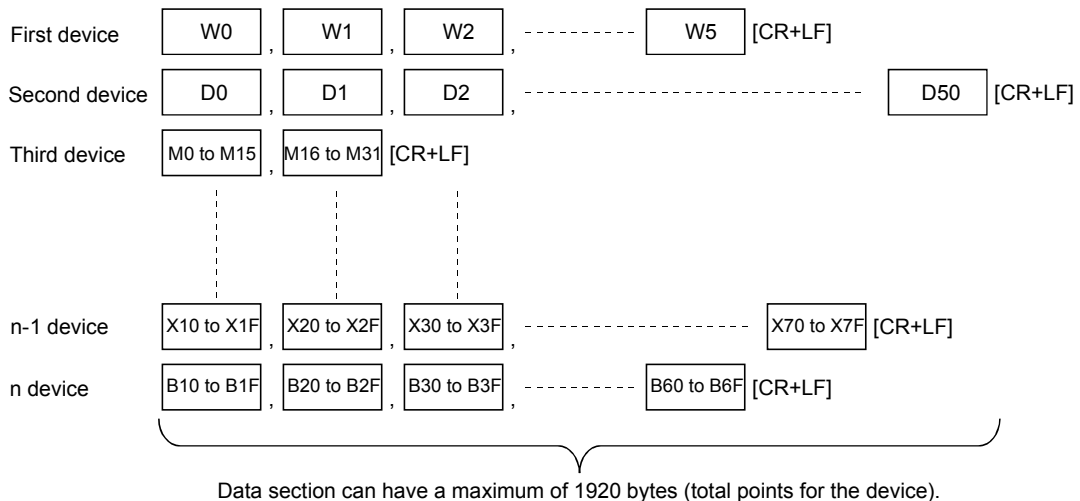 First device W0 , W1 , W2 , W5 [CR+LF]
Second device D0 , D1 , D2 , D50 [CR+LF]
Third device M0 to M15 , M16 to M31 [CR+LF]
n-1 device X10 to X1F , X20 to X2F , X30 to X3F , X70 to X7F [CR+LF]
n device B10 to B1F , B20 to B2F , B30 to B3F , B60 to B6F [CR+LF]
Data section can have a maximum of 1920 bytes (total points for the device).